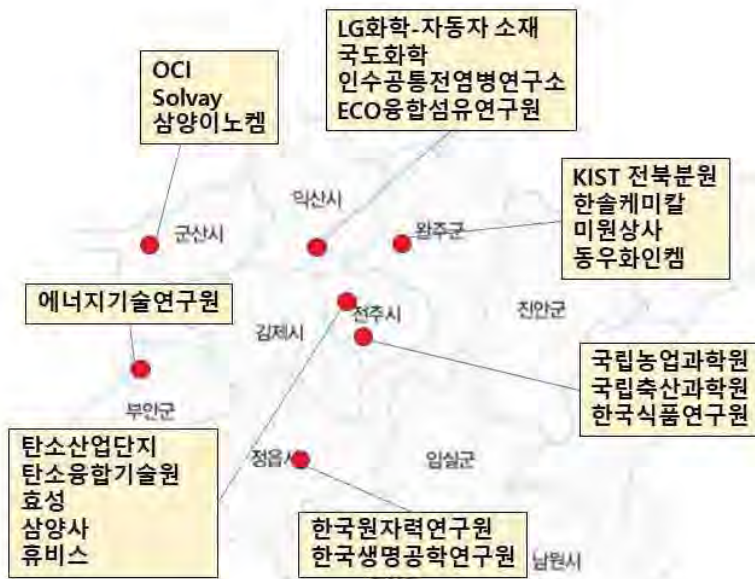 OCI
Solvay
삼양이노켐
LG화학-자동자 소재
국도화학
인수공통전염병연구소
ECO융합섬유연구원
KIST 전북분원
한솔케미칼
미원상사
동우화인켐
익산시
군산시
완주군
에너지기술연구원
전주시
진안군
김제시
국립농업과학원
국립축산과학원
한국식품연구원
부안군
탄소산업단지
탄소융합기술원
효성
삼양사
휴비스
정읍시
임실군
한국원자력연구원
한국생명공학연구원
남원시